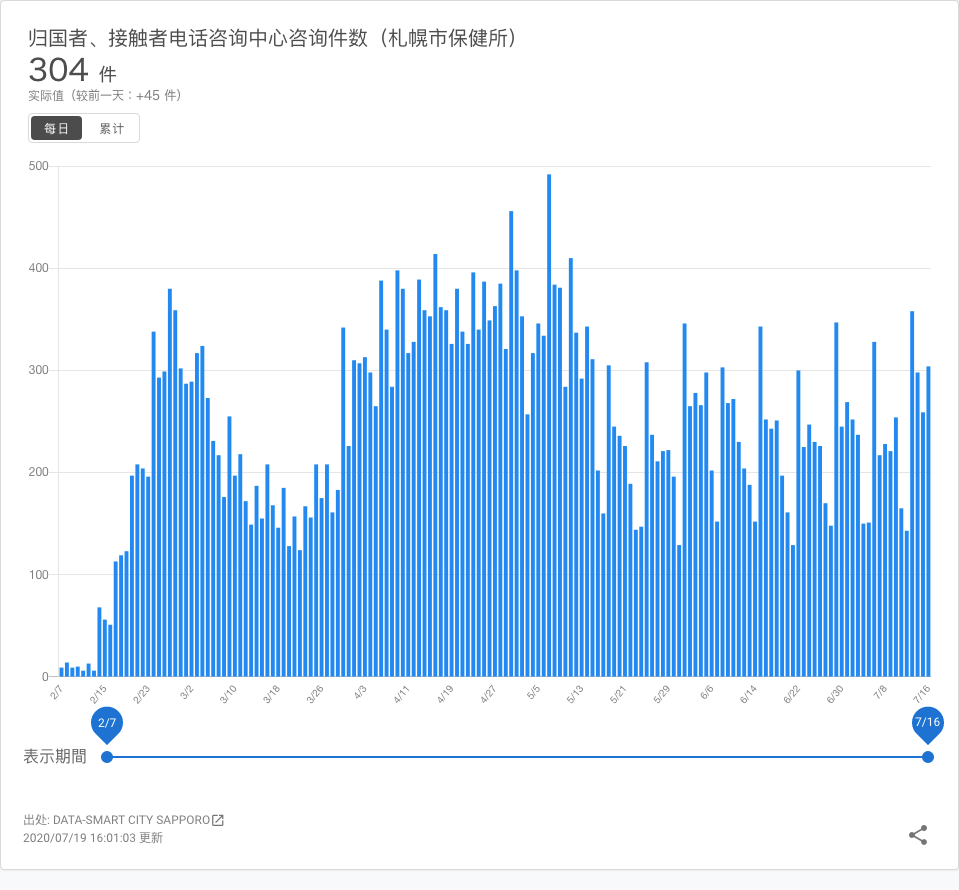 归国者、接触者电话咨询中心咨询件数（札幌市保健所）
304 件
实际值（较前一天：+45 件）
每日 累计
500
400
300
200
100
0
2/7 2/15 2/23 3/2 3/10 3/18 3/26 4/3 4/11 4/19 4/27 5/5 5/13 5/21 5/29 6/6 6/14 6/22 6/30 7/8 7/16
2/7 7/16
表示期間
出处: DATA-SMART CITY SAPPORO
2020/07/19 16:01:03 更新